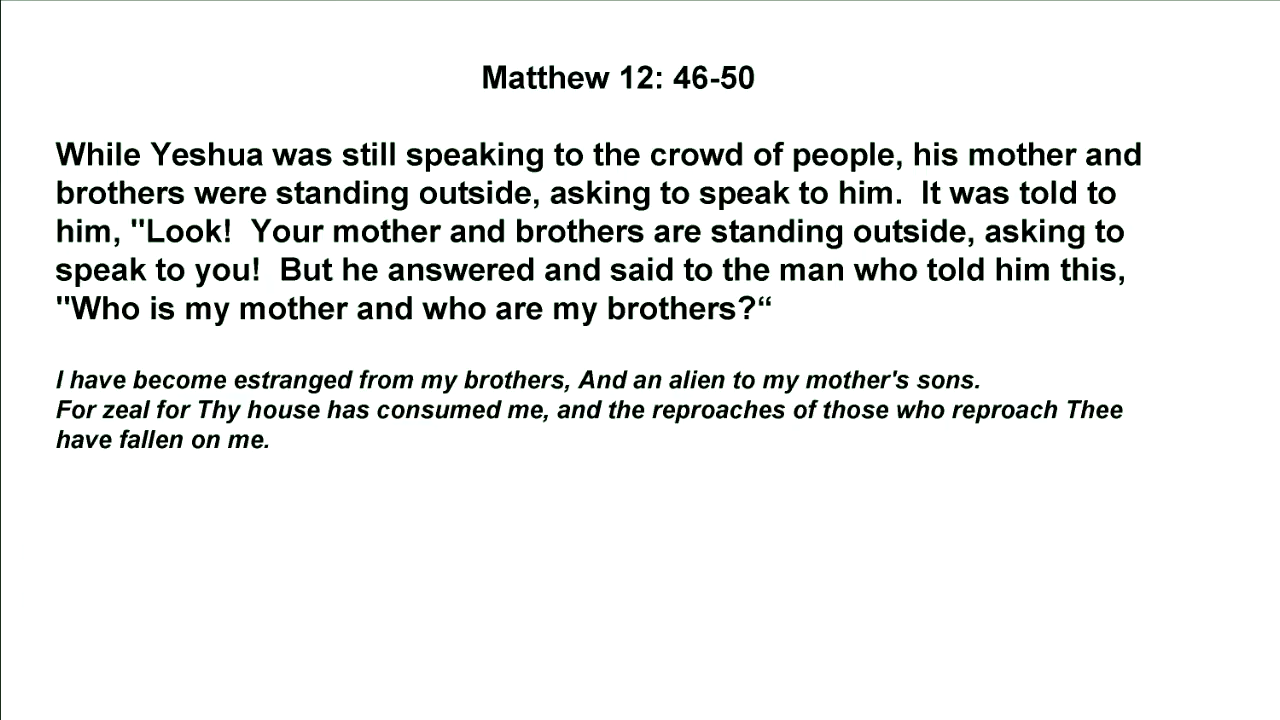 Matthew 12: 46-50
While Yeshua was still speaking to the crowd of people, his mother and
brothers were standing outside, asking to speak to him.  It was told to
him, "Look!  Your mother and brothers are standing outside, asking to
speak to you!  But he answered and said to the man who told him this,
"Who is my mother and who are my brothers?“
I have become estranged from my brothers, And an alien to my mother's sons.
For zeal for Thy house has consumed me, and the reproaches of those who reproach Thee
have fallen on me.